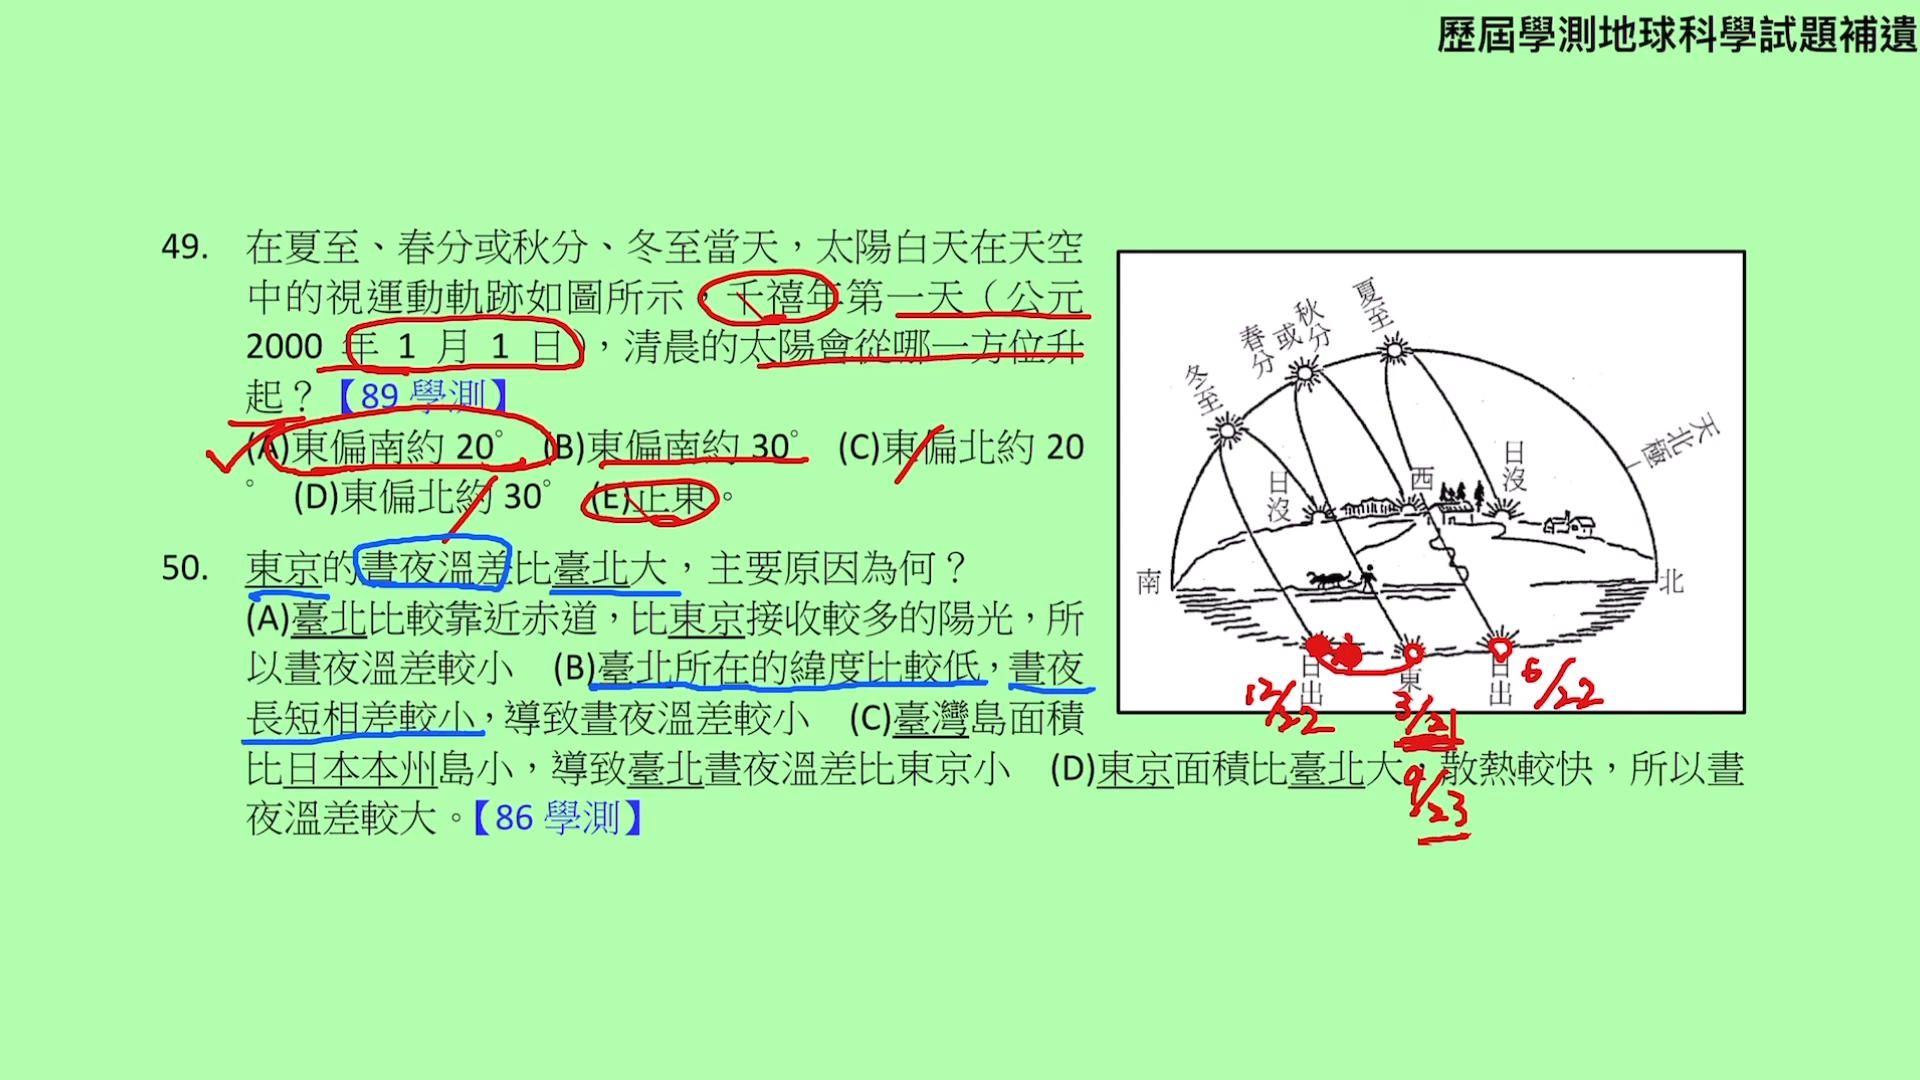 歷屆學測地球科學試題補遺
49. 在夏至、春分或秋分、冬至當天，太陽白天在天空
中的視運動軌跡如圖所示，千禧年第一天（公元
2000 年 1 月 1 日），清晨的太陽會從哪一方位升
起？【89 學測】
(A)東偏南約 20° (B)東偏南約 30° (C)東偏北約 20
° (D)東偏北約 30° (E)正東。
50. 東京的晝夜溫差比臺北大，主要原因為何？
(A)臺北比較靠近赤道，比東京接收較多的陽光，所
以晝夜溫差較小 (B)臺北所在的緯度比較低，晝夜
長短相差較小，導致晝夜溫差較小 (C)臺灣島面積
比日本本州島小，導致臺北晝夜溫差比東京小 (D)東京面積比臺北大，散熱較快，所以晝
夜溫差較大。【86 學測】
夏至
春分或秋分
冬至
天北極
日沒
西
日沒
南
北
日出
東
日出
12/22
3/21
6/22
9/23